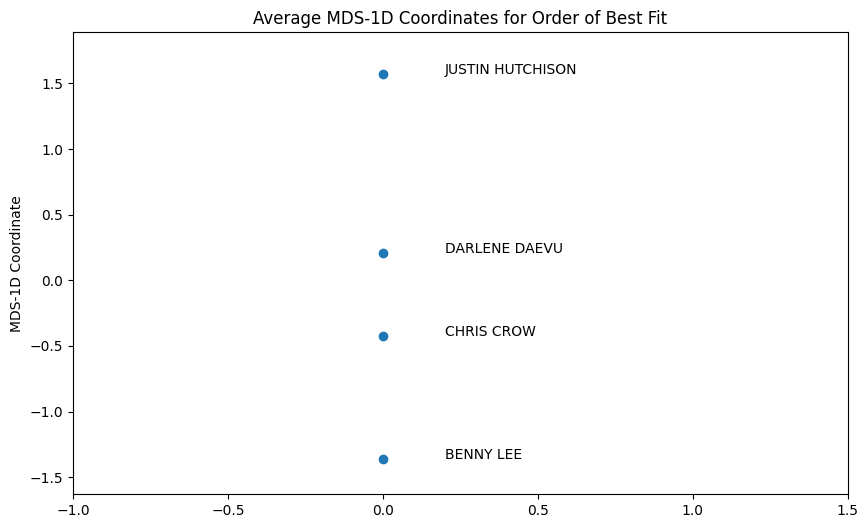 Average MDS-1D Coordinates for Order of Best Fit
MDS-1D Coordinate
1.5
1.0
0.5
0.0
−0.5
−1.0
−1.5
JUSTIN HUTCHISON
DARLENE DAEVU
CHRIS CROW
BENNY LEE
−1.0
−0.5
0.0
0.5
1.0
1.5